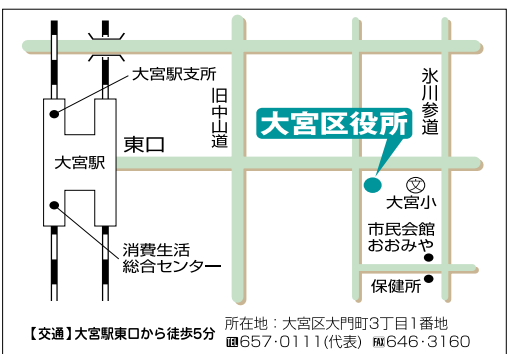 大宮駅支所
旧中山道
氷川参道
大宮区役所
東口
大宮駅
文
大宮小
市民会館
おおみや
消費生活
総合センター
保健所
【交通】大宮駅東口から徒歩5分
所在地：大宮区大門町3丁目1番地
TEL657・0111(代表) FAX646・3160